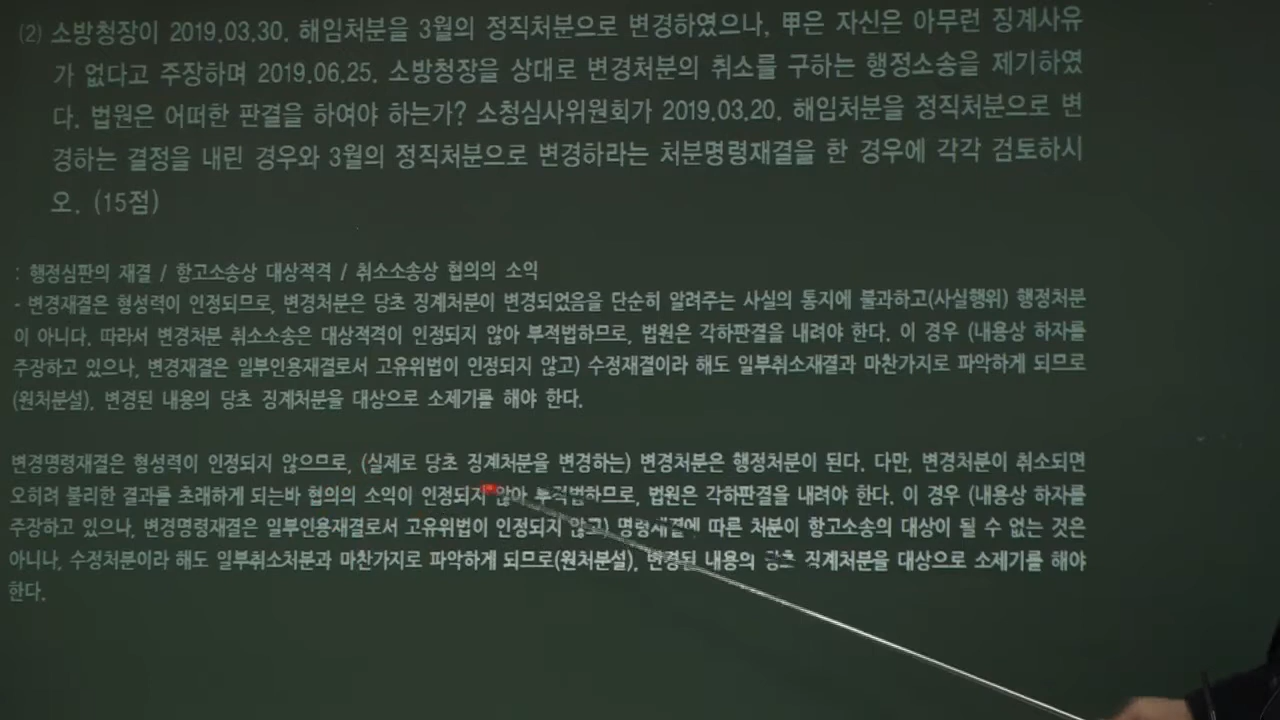 (2) 소방청장이 2019.03.30. 해임처분을 3월의 정직처분으로 변경하였으나, 甲은 자신은 아무런 징계사유
가 없다고 주장하며 2019.06.25. 소방청장을 상대로 변경처분의 취소를 구하는 행정소송을 제기하였
다. 법원은 어떠한 판결을 하여야 하는가? 소청심사위원회가 2019.03.20. 해임처분을 정직처분으로 변
경하는 결정을 내린 경우와 3월의 정직처분으로 변경하라는 처분명령재결을 한 경우에 각각 검토하시
오. (15점)
: 행정심판의 재결 / 항고소송상 대상적격 / 취소소송상 협의의 소익
- 변경재결은 형성력이 인정되므로, 변경처분은 당초 징계처분이 변경되었음을 단순히 알려주는 사실의 통지에 불과하고(사실행위) 행정처분
이 아니다. 따라서 변경처분 취소소송은 대상적격이 인정되지 않아 부적법하므로, 법원은 각하판결을 내려야 한다. 이 경우 (내용상 하자를
주장하고 있으나, 변경재결은 일부인용재결로서 고유위법이 인정되지 않고) 수정재결이라 해도 일부취소재결과 마찬가지로 파악하게 되므로
(원처분설), 변경된 내용의 당초 징계처분을 대상으로 소제기를 해야 한다.
변경명령재결은 형성력이 인정되지 않으므로, (실제로 당초 징계처분을 변경하는) 변경처분은 행정처분이 된다. 다만, 변경처분이 취소되면
오히려 불리한 결과를 초래하게 되는바 협의의 소익이 인정되지 않아 부적법하므로, 법원은 각하판결을 내려야 한다. 이 경우 (내용상 하자를
주장하고 있으나, 변경명령재결은 일부인용재결로서 고유위법이 인정되지 않고) 명령재결에 따른 처분이 항고소송의 대상이 될 수 없는 것은
아니나, 수정처분이라 해도 일부취소처분과 마찬가지로 파악하게 되므로(원처분설), 변경된 내용의 당초 징계처분을 대상으로 소제기를 해야
한다.